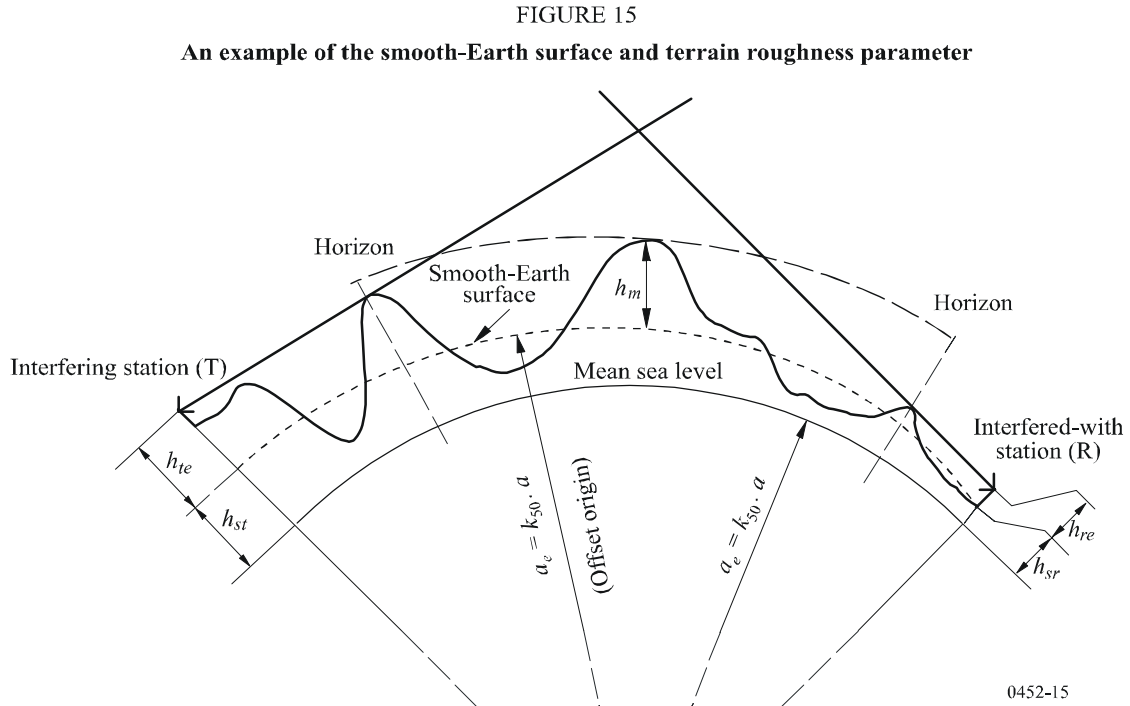 FIGURE 15
An example of the smooth-Earth surface and terrain roughness parameter
Horizon
Smooth-Earth
surface
h_m
Horizon
Interfering station (T)
Mean sea level
Interfered-with
station (R)
h_te
h_st
a_e = k_50 · a
(Offset origin)
a_e = k_50 · a
h_re
h_sr
0452-15